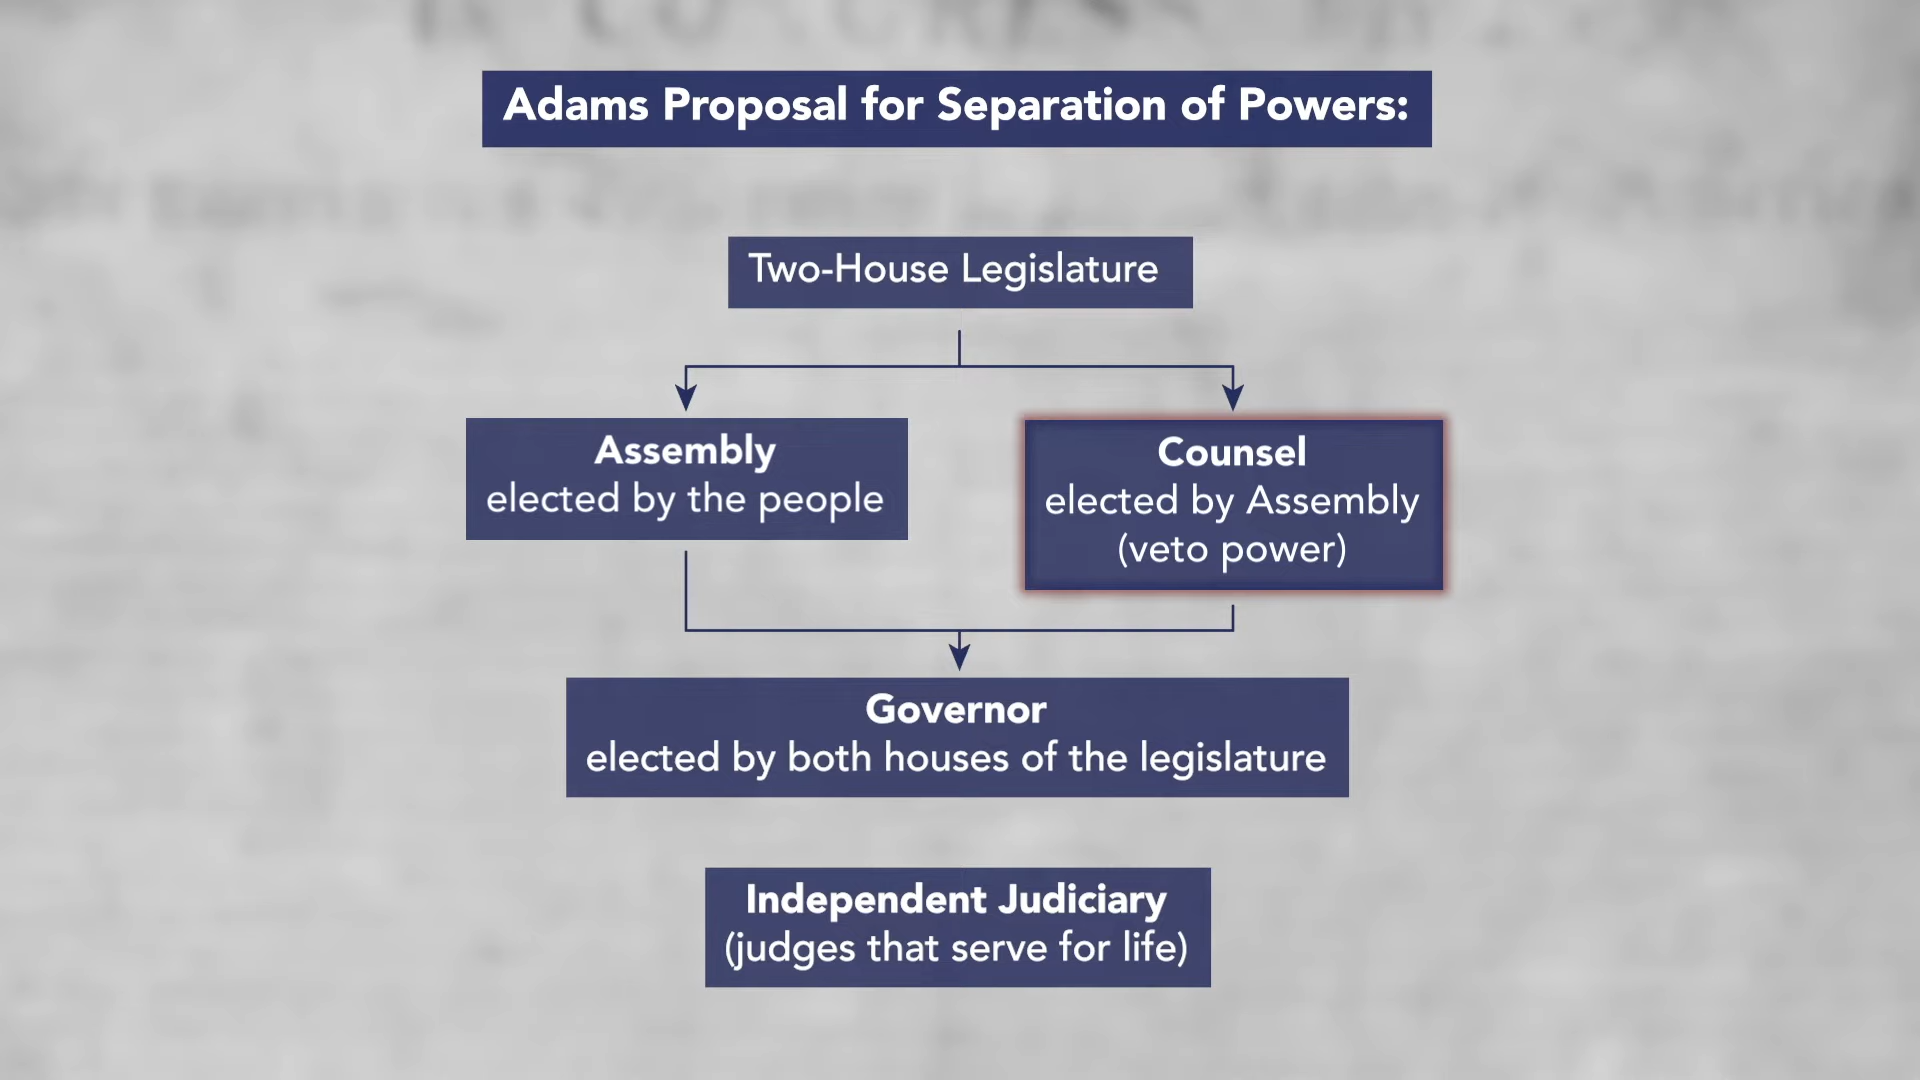 Adams Proposal for Separation of Powers:
Two-House Legislature
Assembly
elected by the people
Counsel
elected by Assembly
(veto power)
Governor
elected by both houses of the legislature
Independent Judiciary
(judges that serve for life)